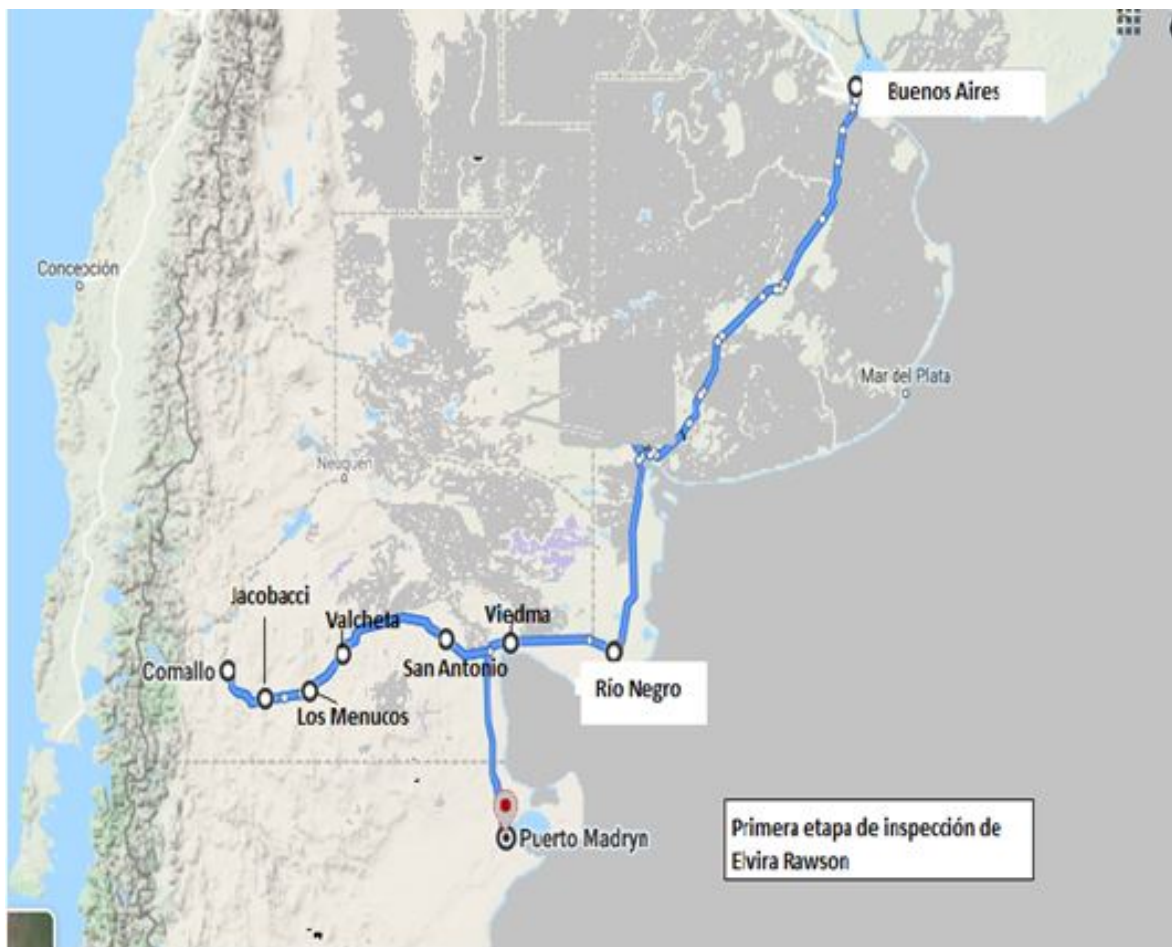 Buenos Aires
Concepción
Mar del Plata
Neuquén
Jacobacci
Valcheta
Viedma
Comallo
San Antonio
Río Negro
Los Menucos
Puerto Madryn
Primera etapa de inspección de
Elvira Rawson